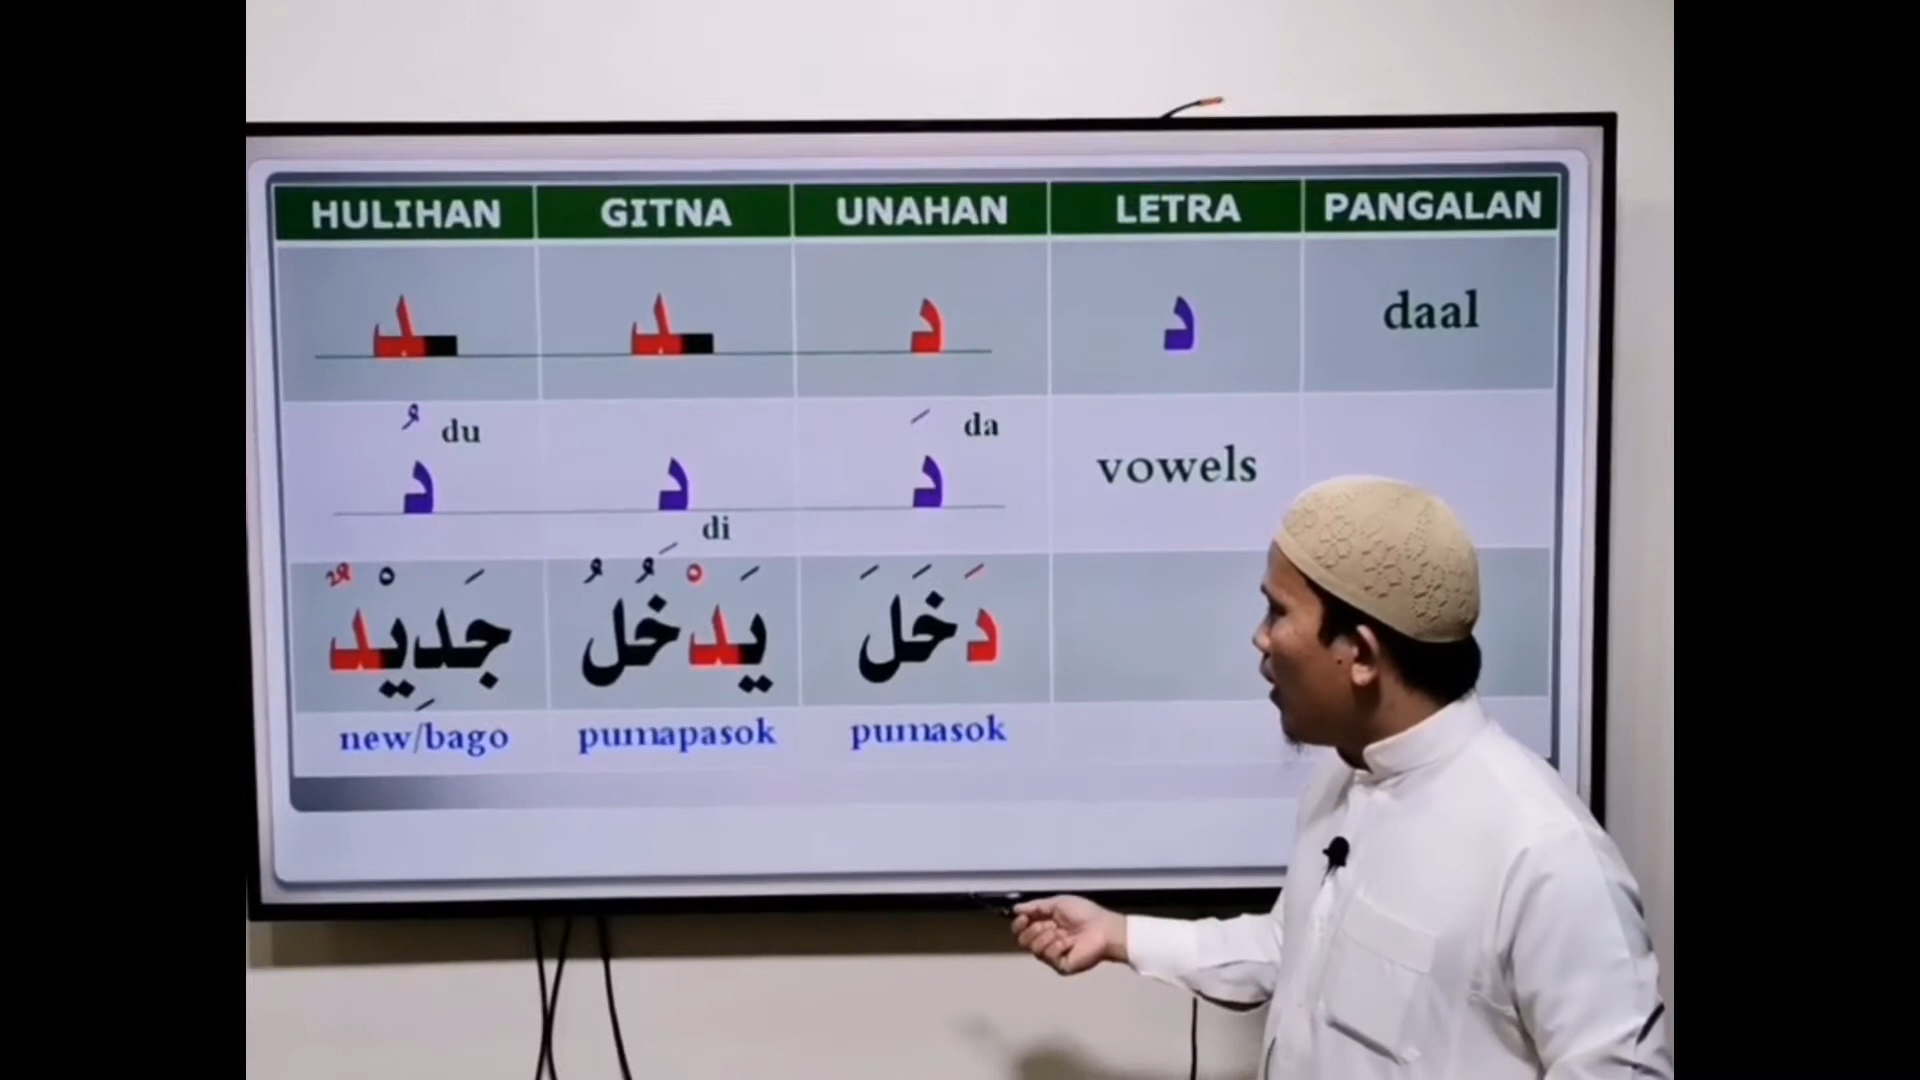 HULIHAN GITNA UNAHAN LETRA PANGALAN
ـد ـد د د daal
ُ du َ da
د د د vowels
ِ di
جَدِيْدٌ يَدْخُلُ دَخَلَ
new/bago pumapasok pumasok